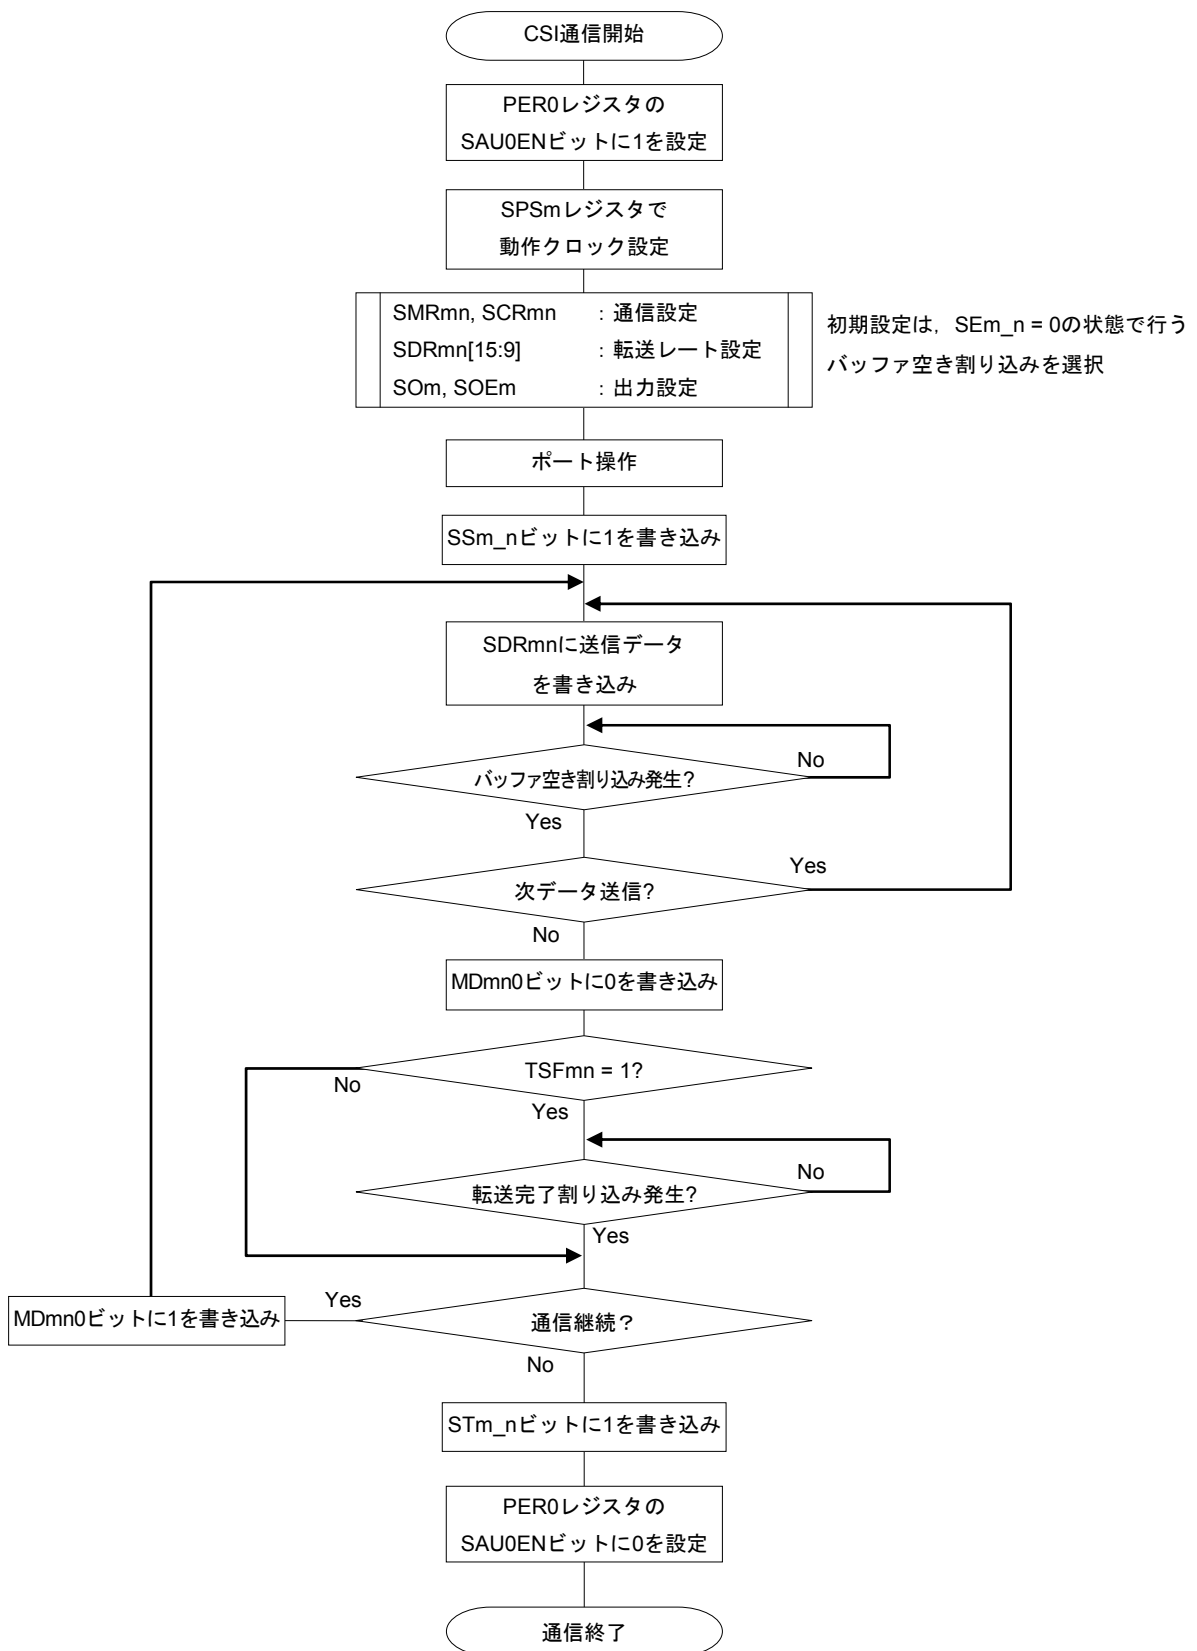 CSI通信開始
PER0レジスタの
SAU0ENビットに1を設定
SPSmレジスタで
動作クロック設定
SMRmn, SCRmn : 通信設定
SDRmn[15:9] : 転送レート設定
SOm, SOEm : 出力設定
初期設定は，SEm_n = 0の状態で行う
バッファ空き割り込みを選択
ポート操作
SSm_nビットに1を書き込み
SDRmnに送信データ
を書き込み
バッファ空き割り込み発生?
No
Yes
次データ送信?
Yes
No
MDmn0ビットに0を書き込み
TSFmn = 1?
No
Yes
転送完了割り込み発生?
No
Yes
通信継続？
Yes
MDmn0ビットに1を書き込み
No
STm_nビットに1を書き込み
PER0レジスタの
SAU0ENビットに0を設定
通信終了